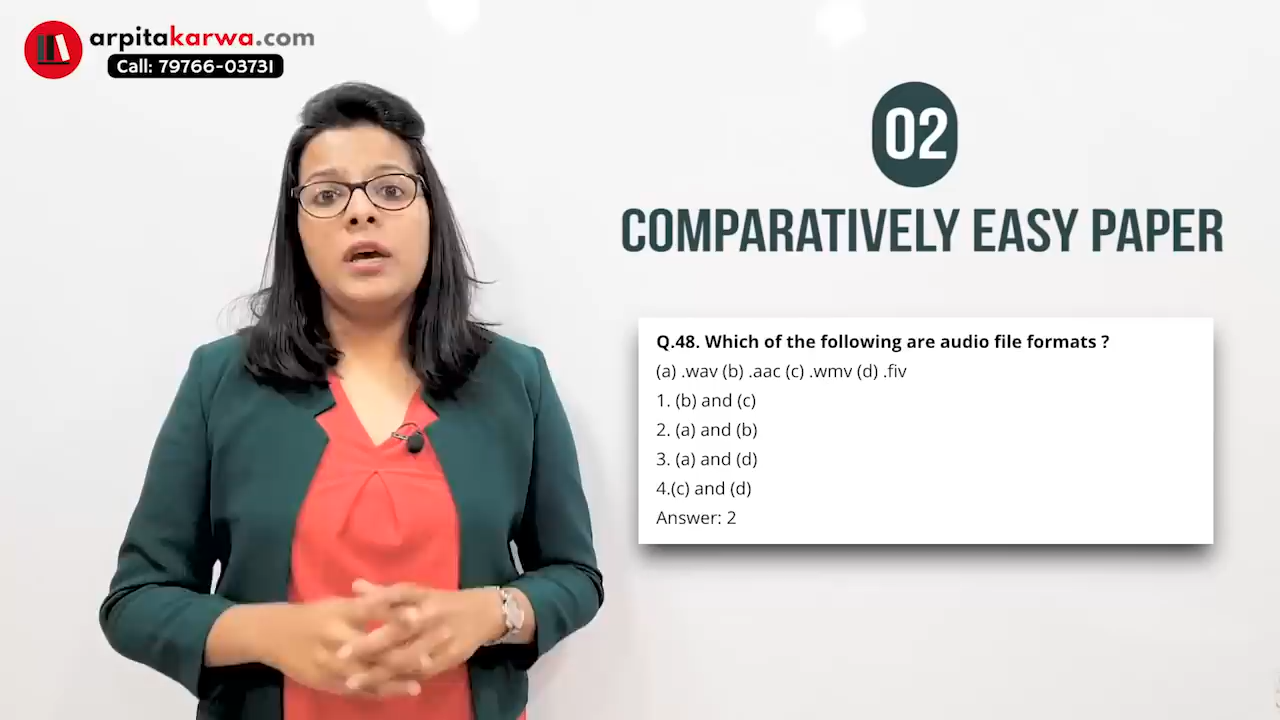 arpitakarwa.com
Call: 79766-03731
02
COMPARATIVELY EASY PAPER
Q.48. Which of the following are audio file formats ?
(a) .wav (b) .aac (c) .wmv (d) .fiv
1. (b) and (c)
2. (a) and (b)
3. (a) and (d)
4.(c) and (d)
Answer: 2